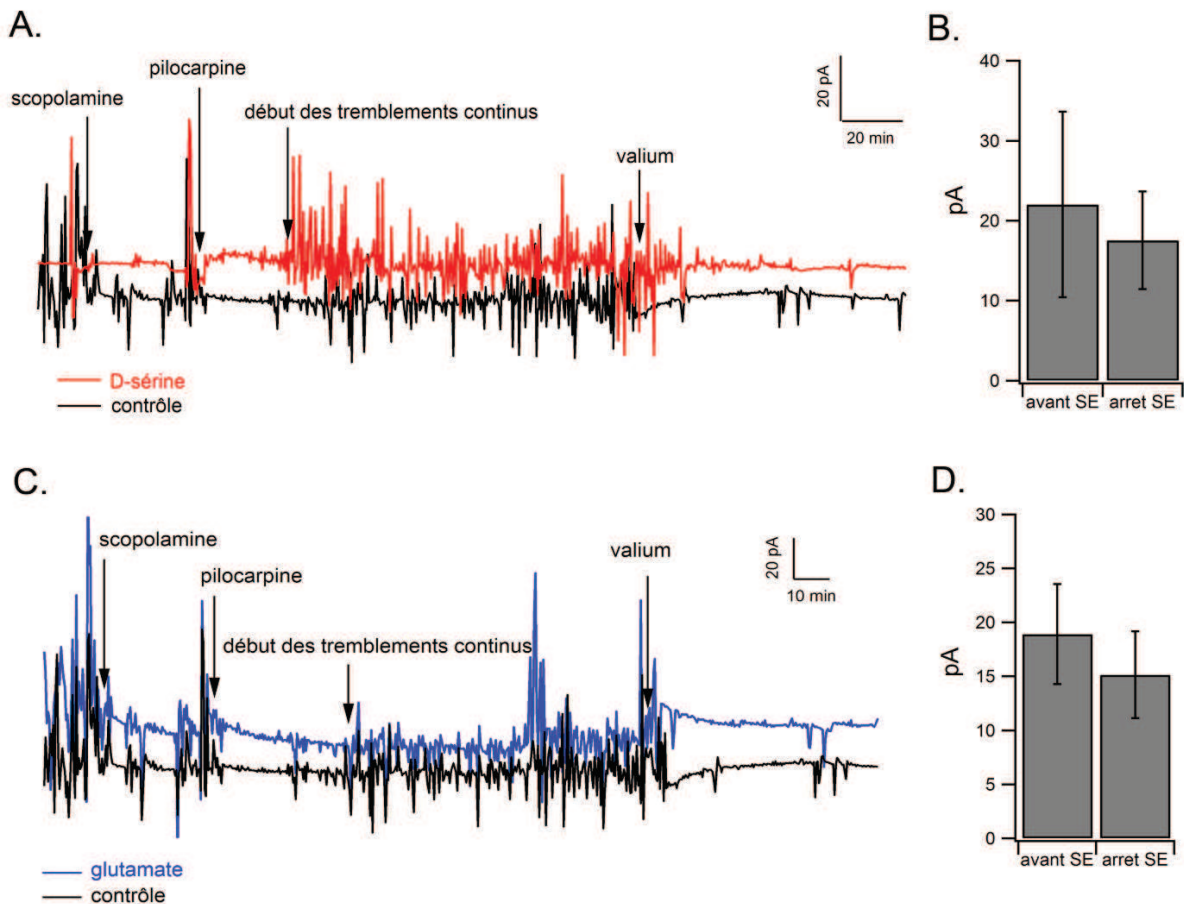 A.
scopolamine
pilocarpine
début des tremblements continus
valium
20 pA
20 min
D-sérine
contrôle
B.
40
30
20
10
0
pA
avant SE
arret SE
C.
scopolamine
pilocarpine
début des tremblements continus
valium
20 pA
10 min
glutamate
contrôle
D.
30
25
20
15
10
5
0
pA
avant SE
arret SE